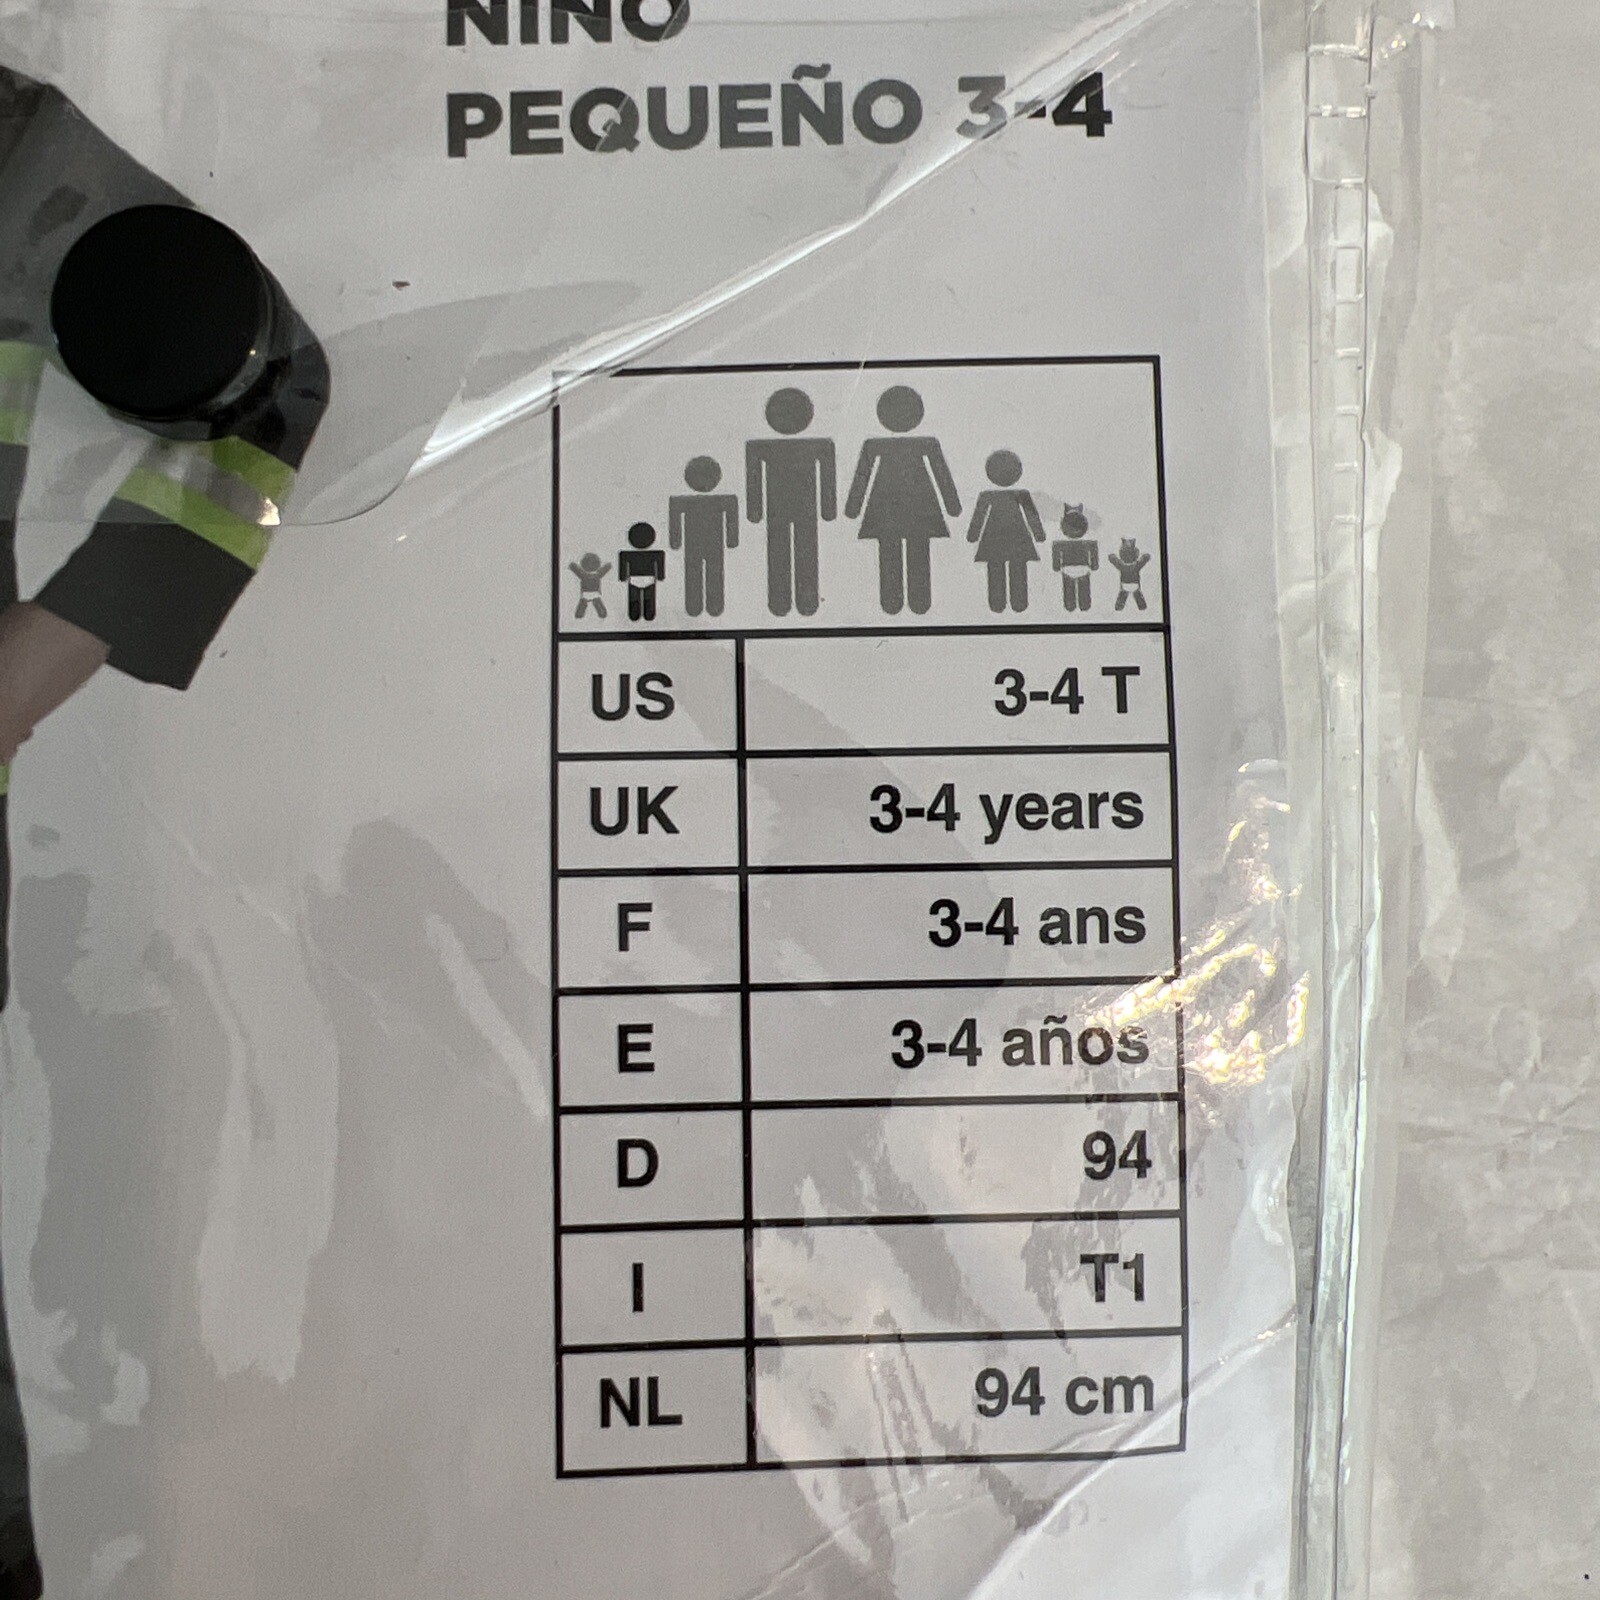 NIÑO
PEQUEÑO 3-4
US 3-4 T
UK 3-4 years
F 3-4 ans
E 3-4 años
D 94
I T1
NL 94 cm